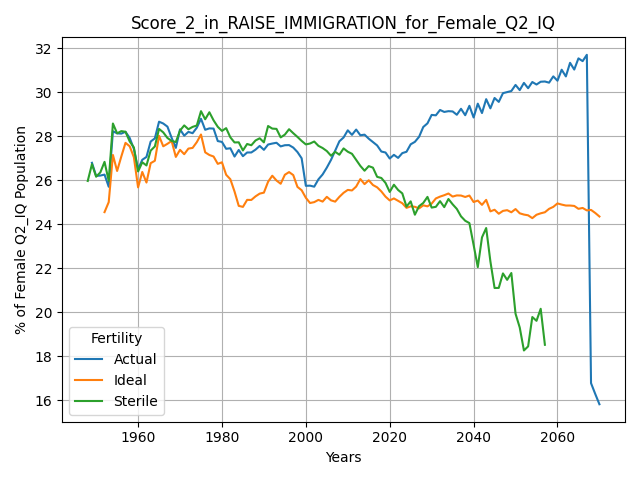 Score_2_in_RAISE_IMMIGRATION_for_Female_Q2_IQ
% of Female Q2_IQ Population
32
30
28
26
24
22
20
18
16
Fertility
Actual
Ideal
Sterile
1960
1980
2000
2020
2040
2060
Years